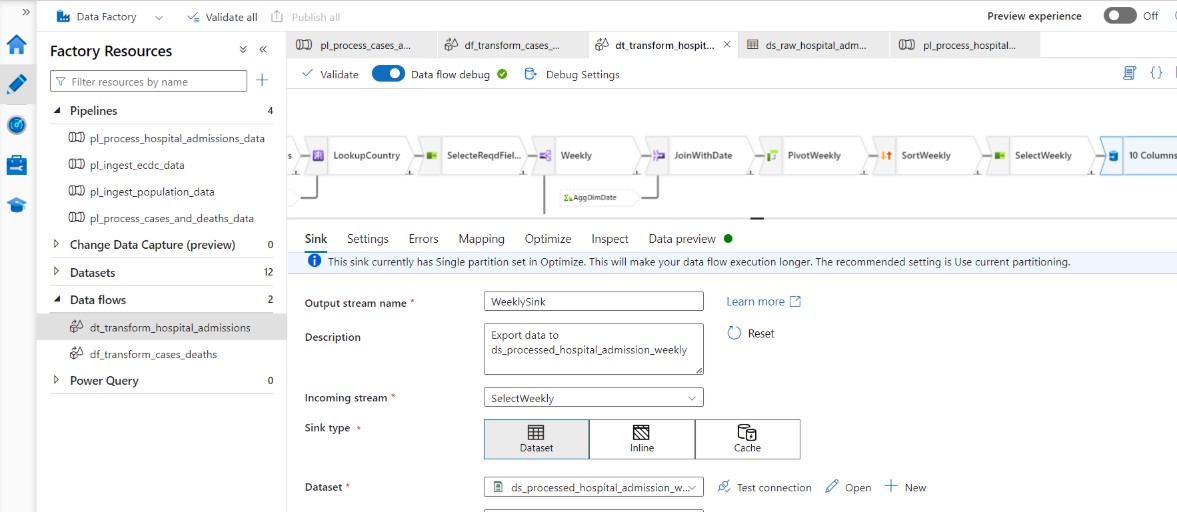 Data Factory
Validate all
Publish all
Preview experience
Off
Factory Resources
Filter resources by name
Pipelines
4
pl_process_hospital_admissions_data
pl_ingest_ecdc_data
pl_ingest_population_data
pl_process_cases_and_deaths_data
Change Data Capture (preview)
0
Datasets
12
Data flows
2
dt_transform_hospital_admissions
df_transform_cases_deaths
Power Query
0
pl_process_cases_a...
df_transform_cases_...
dt_transform_hospit...
ds_raw_hospital_adm...
pl_process_hospital...
Validate
Data flow debug
Debug Settings
s
LookupCountry
SelecteReqdFiel...
Weekly
JoinWithDate
PivotWeekly
SortWeekly
SelectWeekly
10 Columns
AggDimDate
Sink
Settings
Errors
Mapping
Optimize
Inspect
Data preview
This sink currently has Single partition set in Optimize. This will make your data flow execution longer. The recommended setting is Use current partitioning.
Output stream name *
WeeklySink
Learn more
Description
Export data to
ds_processed_hospital_admission_weekly
Reset
Incoming stream *
SelectWeekly
Sink type *
Dataset
Inline
Cache
Dataset *
ds_processed_hospital_admission_w...
Test connection
Open
New